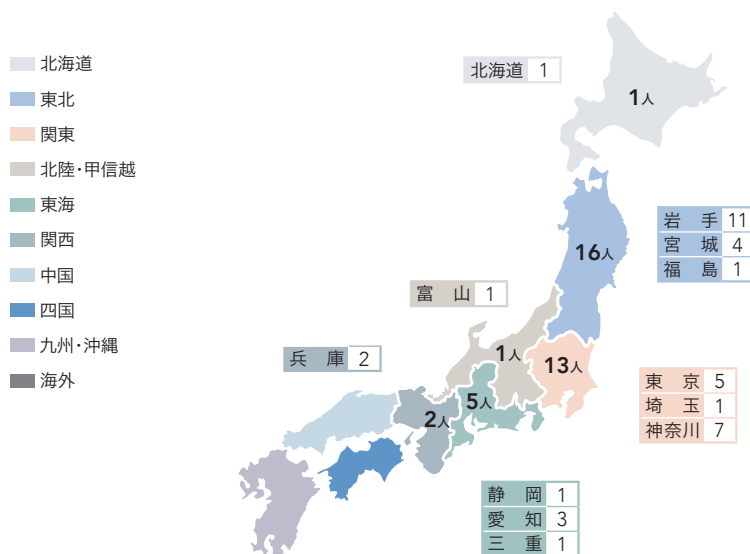 北海道
東北
関東
北陸・甲信越
東海
関西
中国
四国
九州・沖縄
海外
北海道 1
1人
岩手 11
宮城 4
福島 1
16人
富山 1
1人
13人
兵庫 2
東京 5
埼玉 1
神奈川 7
5人
2人
静岡 1
愛知 3
三重 1